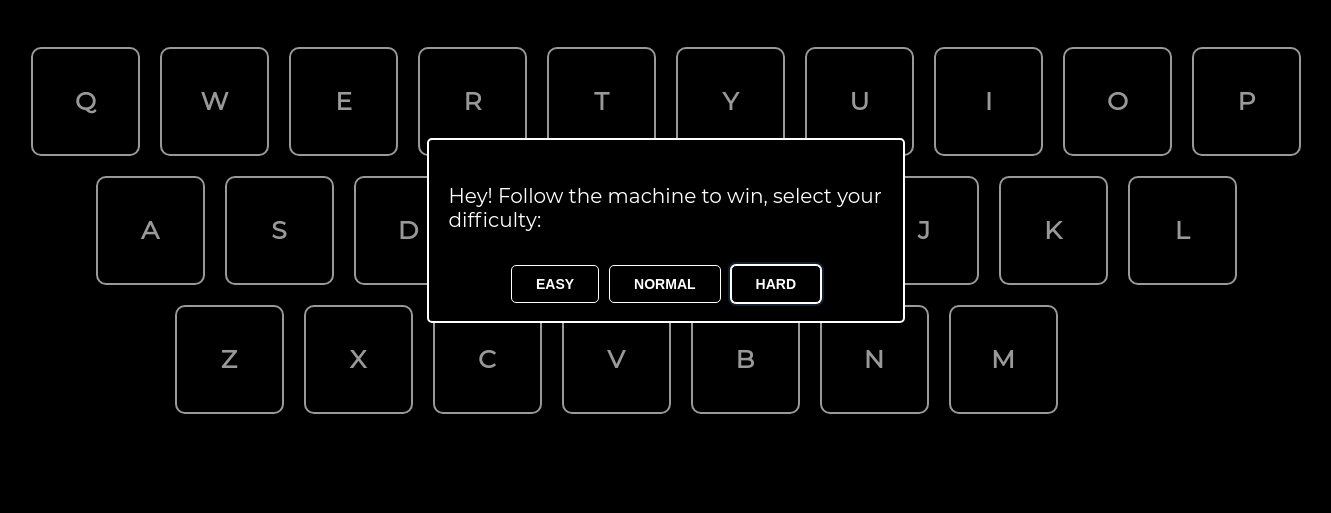 Q W E R T Y U I O P
Hey! Follow the machine to win, select your
difficulty:
A S D J K L
EASY NORMAL HARD
Z X C V B N M